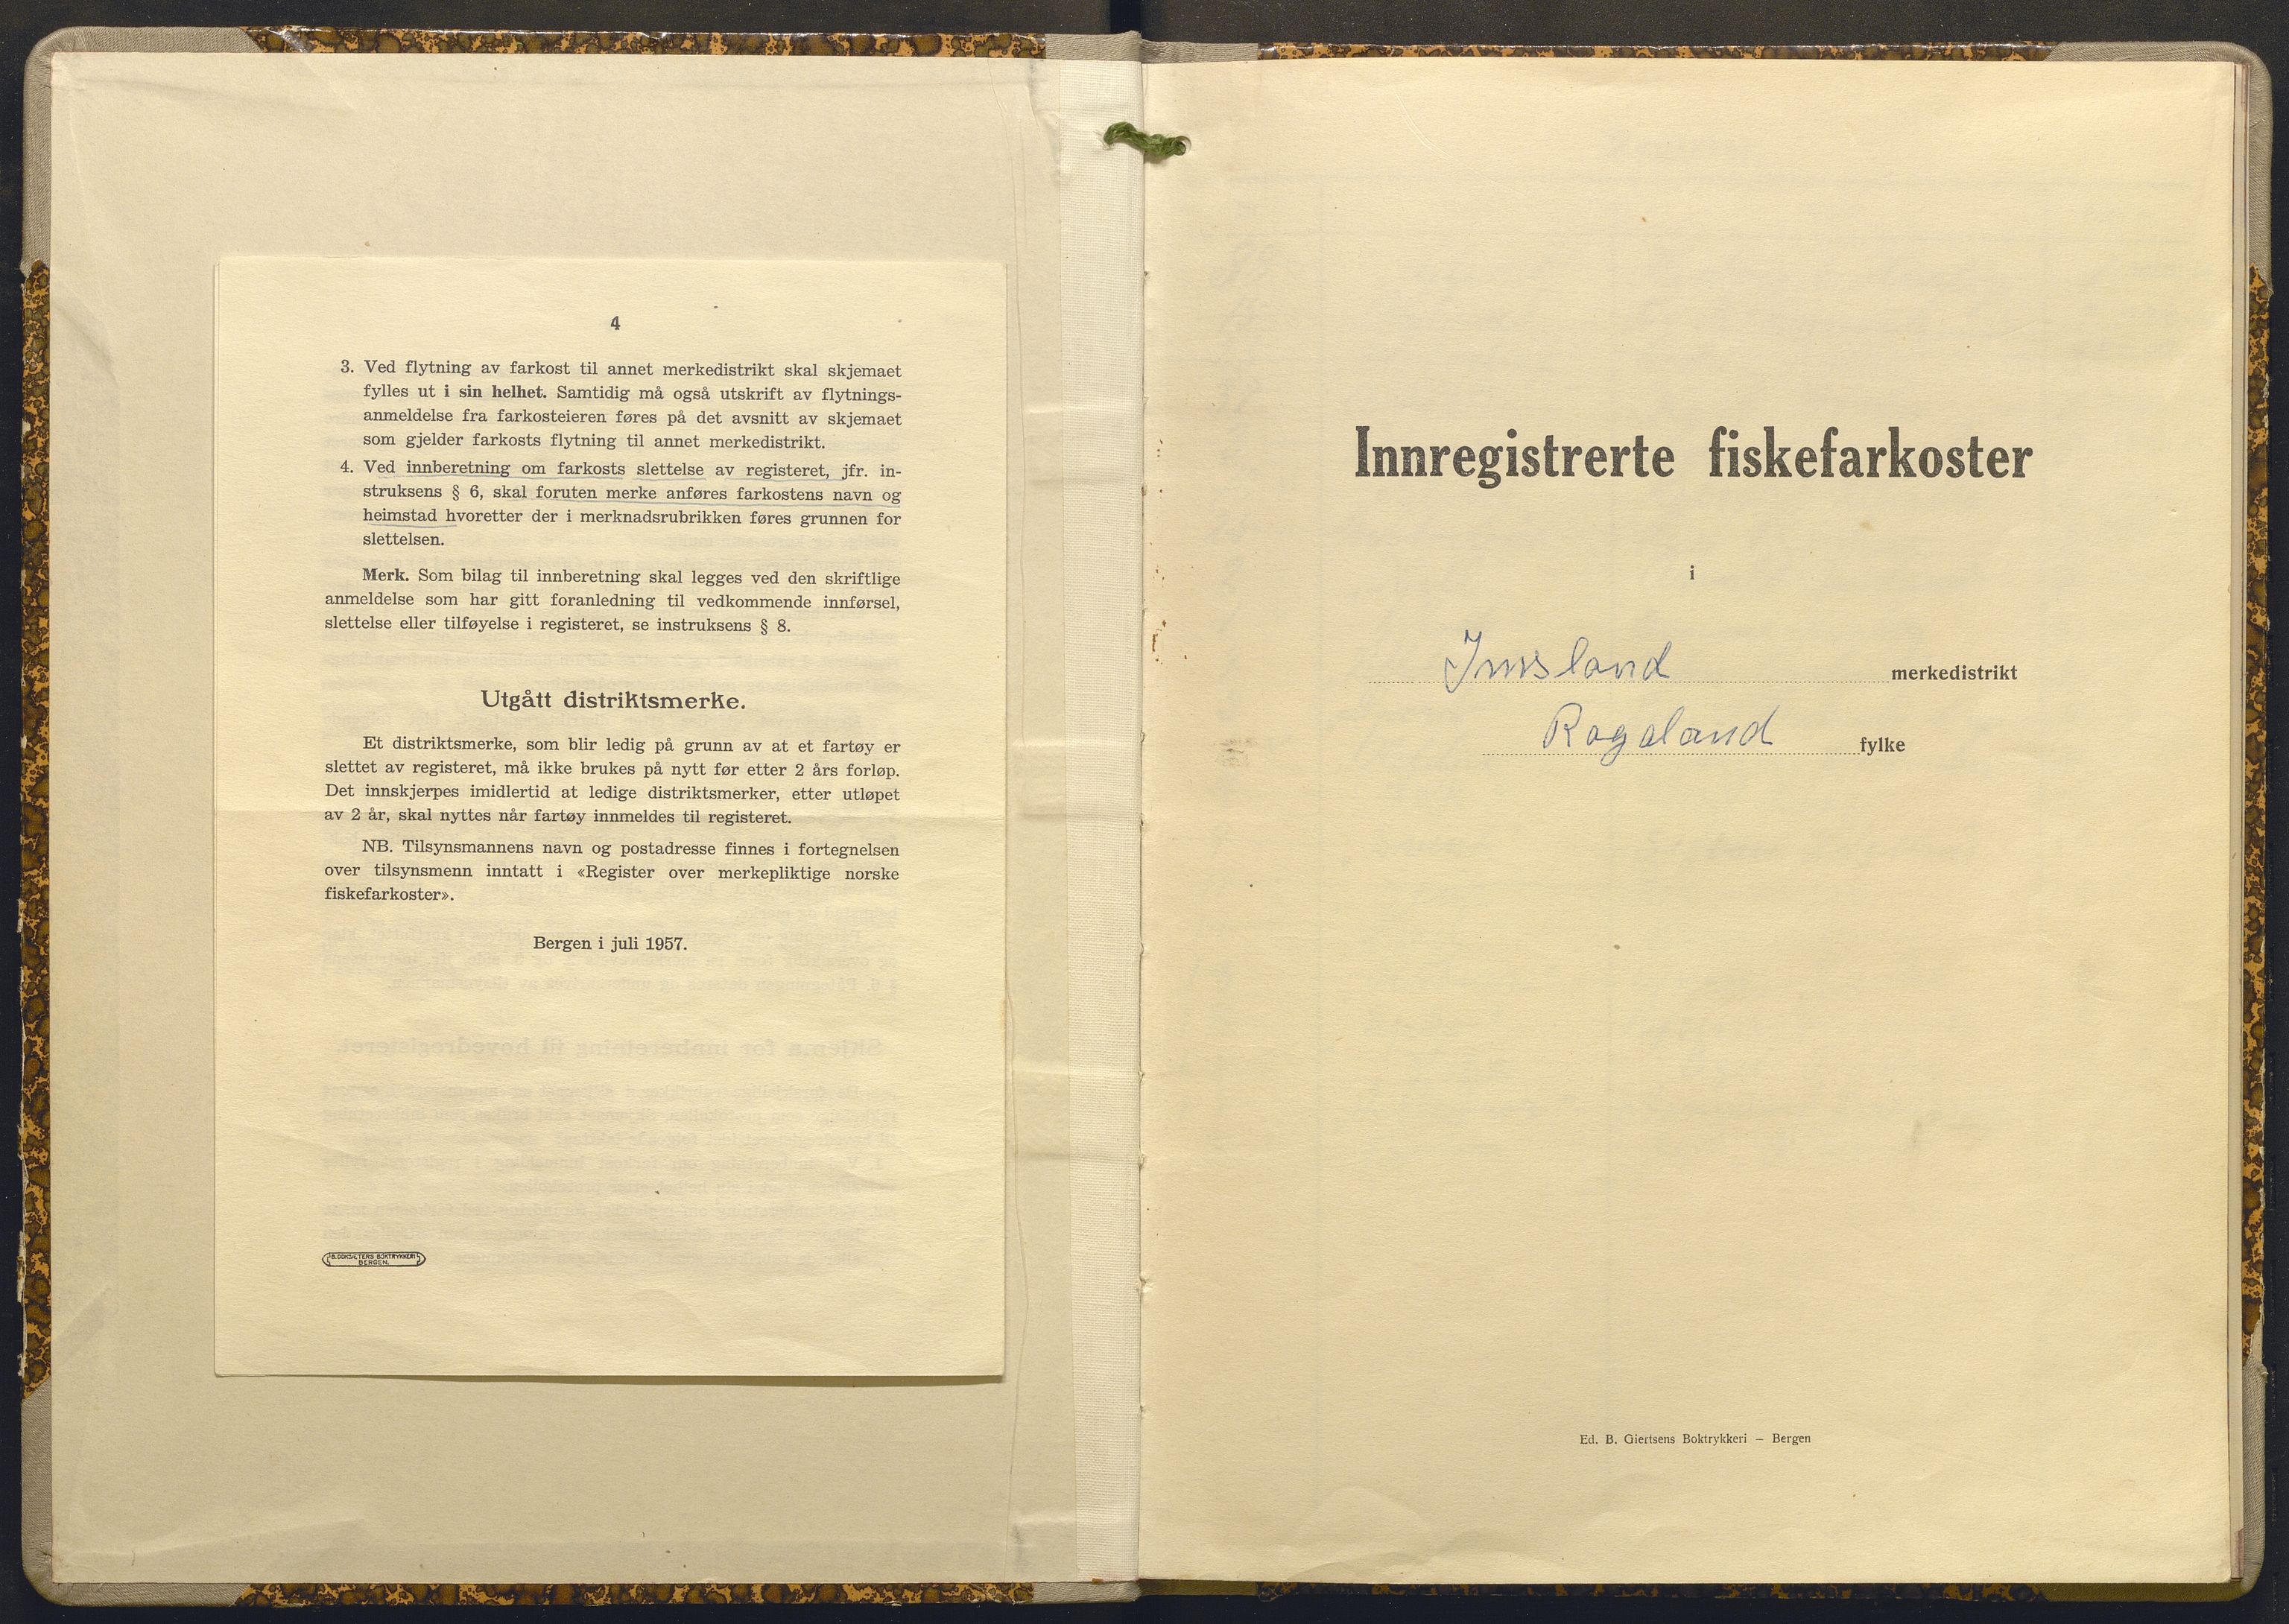 4
3. Ved flytning av farkost til annet merkedistrikt skal skjemaet
fylles ut i sin helhet. Samtidig må også utskrift av flytnings-
anmeldelse fra farkosteieren føres på det avsnitt av skjemaet
som gjelder farkosts flytning til annet merkedistrikt.
4. Ved innberetning om farkosts slettelse av registeret, jfr. in-
struksens § 6, skal foruten merke anføres farkostens navn og
heimstad hvoretter der i merknadsrubrikken føres grunnen for
slettelsen.
Merk. Som bilag til innberetning skal legges ved den skriftlige
anmeldelse som har gitt foranledning til vedkommende innførsel,
slettelse eller tilføyelse i registeret, se instruksens § 8.
Utgått distriktsmerke.
Et distriktsmerke, som blir ledig på grunn av at et fartøy er
slettet av registeret, må ikke brukes på nytt før etter 2 års forløp.
Det innskjerpes imidlertid at ledige distriktsmerker, etter utløpet
av 2 år, skal nyttes når fartøy innmeldes til registeret.
NB. Tilsynsmannens navn og postadresse finnes i fortegnelsen
over tilsynsmenn inntatt i «Register over merkepliktige norske
fiskefarkoster».
Bergen i juli 1957.
BOKTRYKKERI
BERGEN.
Innregistrerte fiskefarkoster
i
Imsland merkedistrikt
Rogaland fylke
Ed. B. Giertsens Boktrykkeri – Bergen